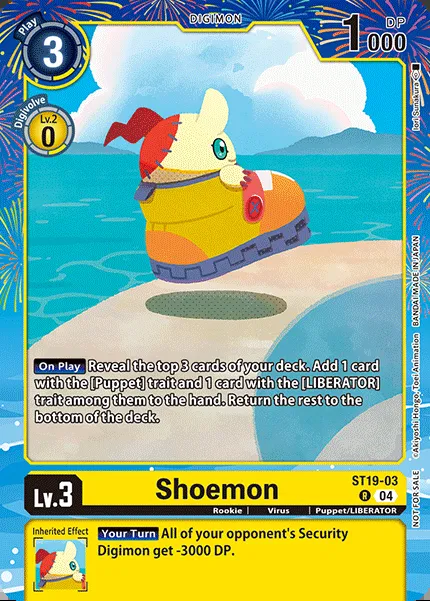 Play
3
DIGIMON
DP
1000
Digivolve
Lv.2
0
Iori Sunakura
On Play Reveal the top 3 cards of your deck. Add 1 card
with the [Puppet] trait and 1 card with the [LIBERATOR]
trait among them to the hand. Return the rest to the
bottom of the deck.
©Akiyoshi Hongo, Toei Animation
BANDAI MADE IN JAPAN
NOT FOR SALE
Lv.3
Shoemon
ST19-03
R 04
Rookie | Virus | Puppet/LIBERATOR
Inherited Effect
Your Turn All of your opponent's Security
Digimon get -3000 DP.